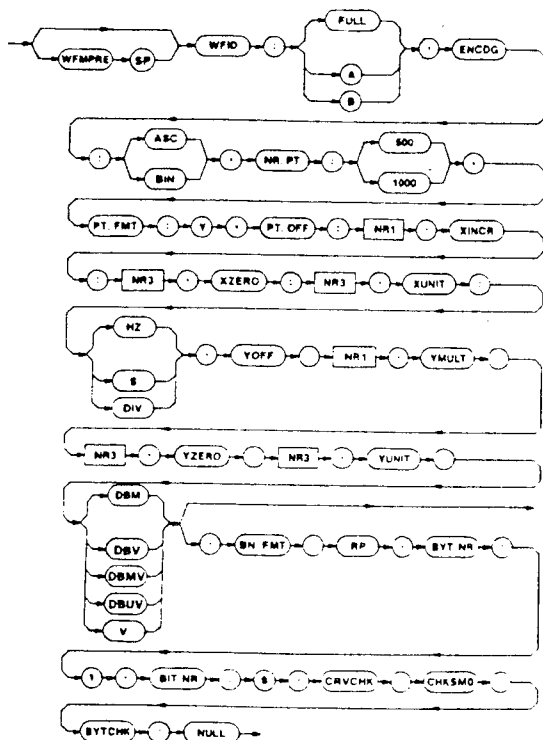 FULL
WFMPRE SP WFID : A , ENCDG
B
ASC 500
: BIN , NR.PT : 1000 ,
PT.FMT : Y , PT.OFF : NR1 , XINCR
: NR3 , XZERO : NR3 , XUNIT :
HZ
S , YOFF : NR1 , YMULT :
DIV
NR3 , YZERO : NR3 , YUNIT :
DBM
DBV , BN.FMT : RP , BYT.NR :
DBMV
DBUV
V
1 , BIT.NR : , CRVCHK : CHKSM0 ,
BYTCHK : NULL